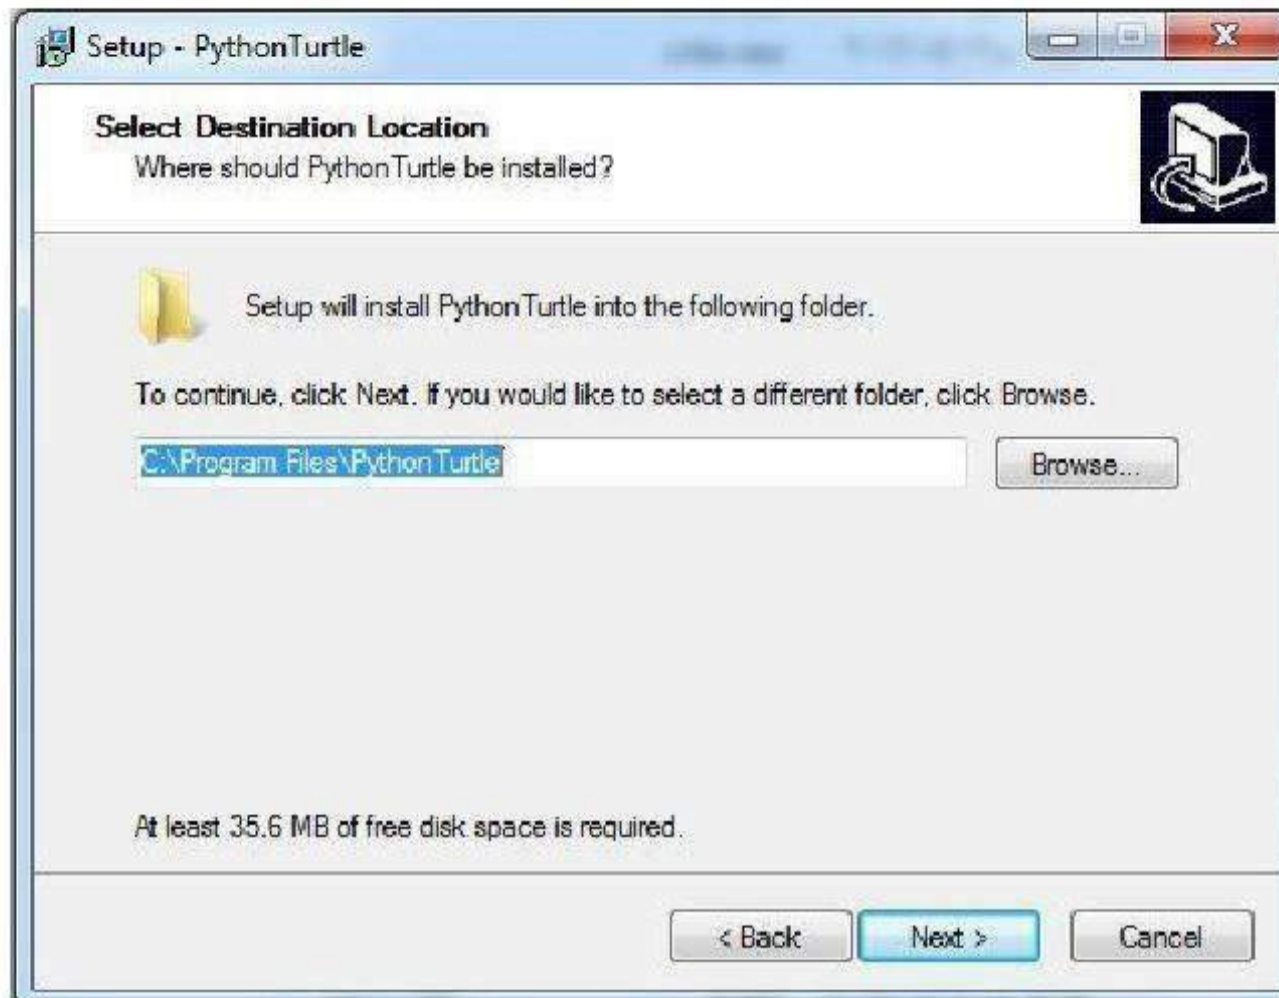 Setup - PythonTurtle
Select Destination Location
Where should PythonTurtle be installed?
Setup will install PythonTurtle into the following folder.
To continue, click Next. If you would like to select a different folder, click Browse.
C:\Program Files\PythonTurtle
Browse...
At least 35.6 MB of free disk space is required.
< Back
Next >
Cancel